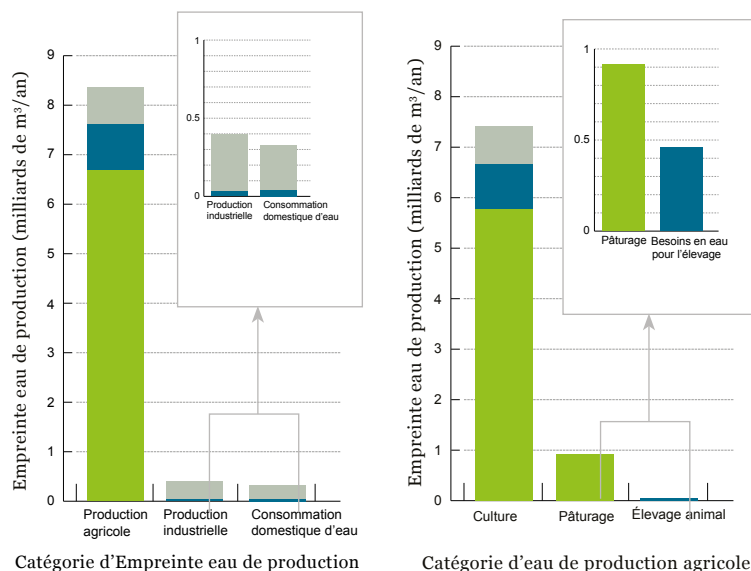 Empreinte eau de production (milliards de m³/an)
9
8
7
6
5
4
3
2
1
0
1
0.5
0
Production
industrielle
Consommation
domestique d'eau
Production
agricole
Production
industrielle
Consommation
domestique d'eau
Catégorie d'Empreinte eau de production
Empreinte eau de production (milliards de m³/an)
9
8
7
6
5
4
3
2
1
0
1
0.5
0
Pâturage
Besoins en eau
pour l'élevage
Culture
Pâturage
Élevage animal
Catégorie d'eau de production agricole